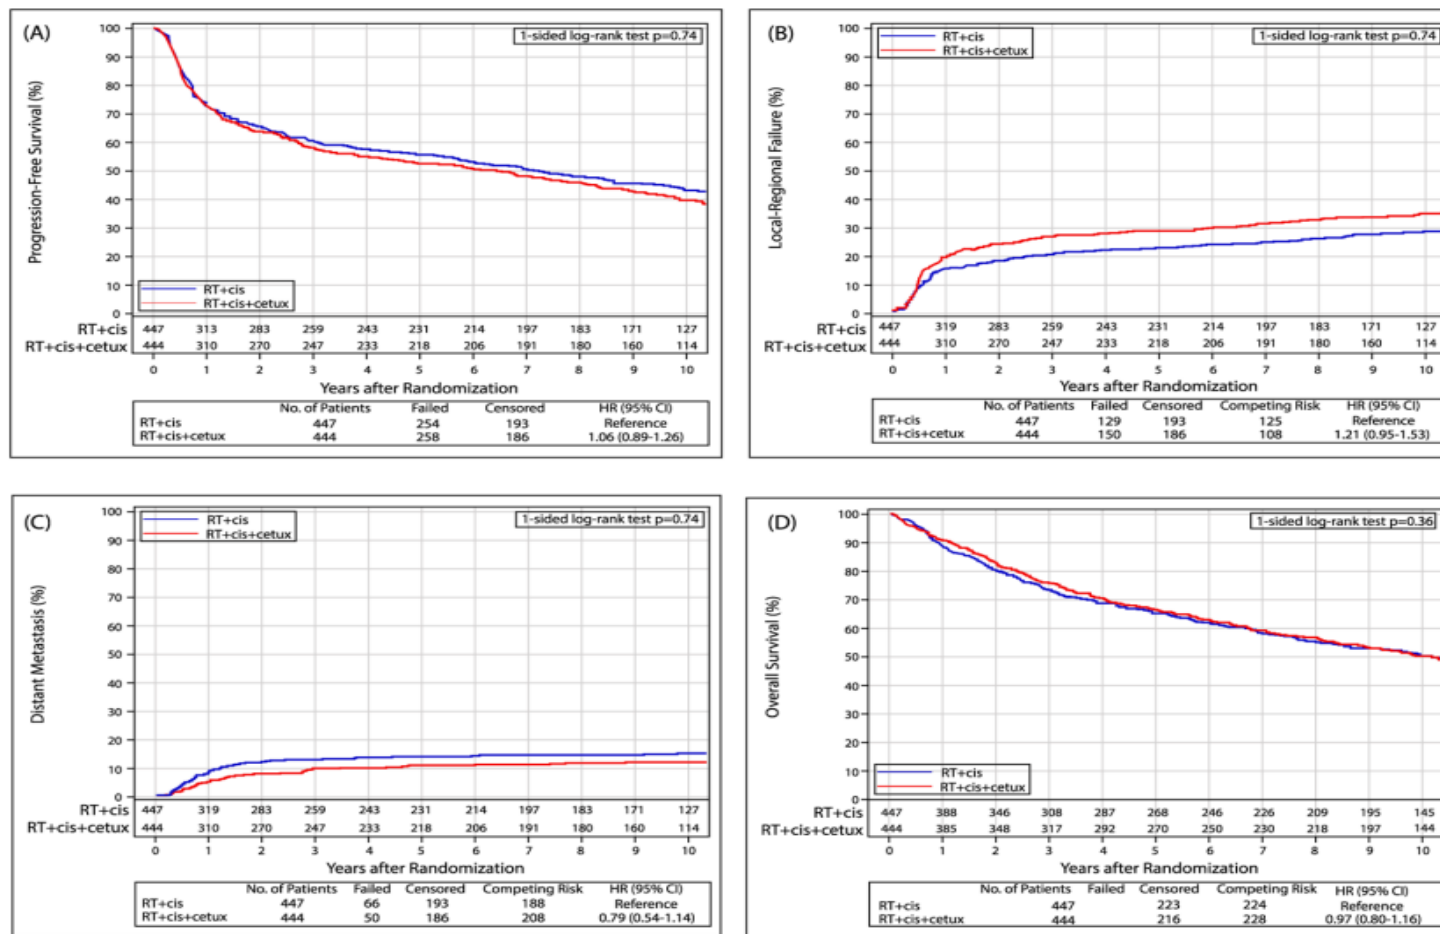 (A)
1-sided log-rank test p=0.74
Progression-Free Survival (%)
100
90
80
70
60
50
40
30
20
10
0
RT+cis
RT+cis+cetux
RT+cis 447 313 283 259 243 231 214 197 183 171 127
RT+cis+cetux 444 310 270 247 233 218 206 191 180 160 114
0 1 2 3 4 5 6 7 8 9 10
Years after Randomization
No. of Patients Failed Censored HR (95% CI)
RT+cis 447 254 193 Reference
RT+cis+cetux 444 258 186 1.06 (0.89-1.26)
(B)
RT+cis
RT+cis+cetux
1-sided log-rank test p=0.74
Local-Regional Failure (%)
100
90
80
70
60
50
40
30
20
10
0
RT+cis 447 319 283 259 243 231 214 197 183 171 127
RT+cis+cetux 444 310 270 247 233 218 206 191 180 160 114
0 1 2 3 4 5 6 7 8 9 10
Years after Randomization
No. of Patients Failed Censored Competing Risk HR (95% CI)
RT+cis 447 129 193 125 Reference
RT+cis+cetux 444 150 186 108 1.21 (0.95-1.53)
(C)
RT+cis
RT+cis+cetux
1-sided log-rank test p=0.74
Distant Metastasis (%)
100
90
80
70
60
50
40
30
20
10
0
RT+cis 447 319 283 259 243 231 214 197 183 171 127
RT+cis+cetux 444 310 270 247 233 218 206 191 180 160 114
0 1 2 3 4 5 6 7 8 9 10
Years after Randomization
No. of Patients Failed Censored Competing Risk HR (95% CI)
RT+cis 447 66 193 188 Reference
RT+cis+cetux 444 50 186 208 0.79 (0.54-1.14)
(D)
1-sided log-rank test p=0.36
Overall Survival (%)
100
90
80
70
60
50
40
30
20
10
0
RT+cis
RT+cis+cetux
RT+cis 447 388 346 308 287 268 246 226 209 195 145
RT+cis+cetux 444 385 348 317 292 270 250 230 218 197 144
0 1 2 3 4 5 6 7 8 9 10
Years after Randomization
No. of Patients Failed Censored Competing Risk HR (95% CI)
RT+cis 447 223 224 Reference
RT+cis+cetux 444 216 228 0.97 (0.80-1.16)